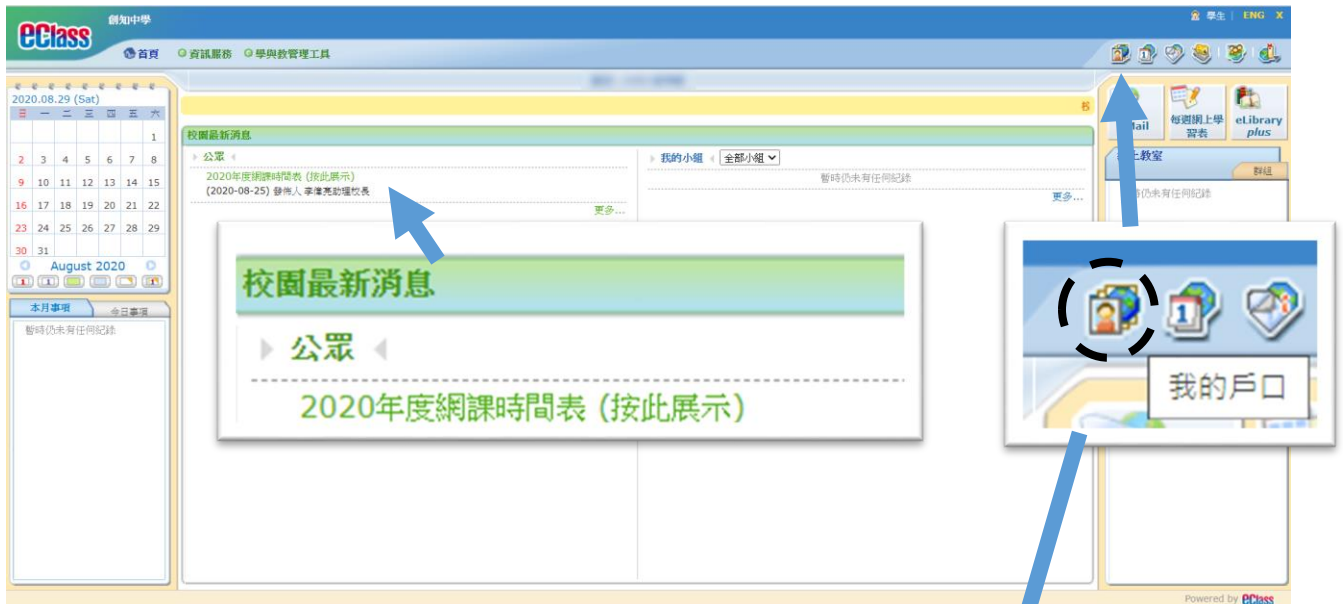 eClass
創知中學
學生 | ENG X
首頁
資訊服務
學與教管理工具
2020.08.29 (Sat)
日 一 二 三 四 五 六
1
2 3 4 5 6 7 8
9 10 11 12 13 14 15
16 17 18 19 20 21 22
23 24 25 26 27 28 29
30 31
August 2020
本月事項
今日事項
暫時仍未有任何紀錄
校園最新消息
公眾
2020年度網課時間表 (按此展示)
(2020-08-25) 發佈人 李偉亮助理校長
更多...
我的小組
全部小組
暫時仍未有任何紀錄
更多...
每週網上學習表
eLibrary plus
教室
群組
時仍未有任何紀錄
校園最新消息
公眾
2020年度網課時間表 (按此展示)
1
我的戶口
Powered by eClass